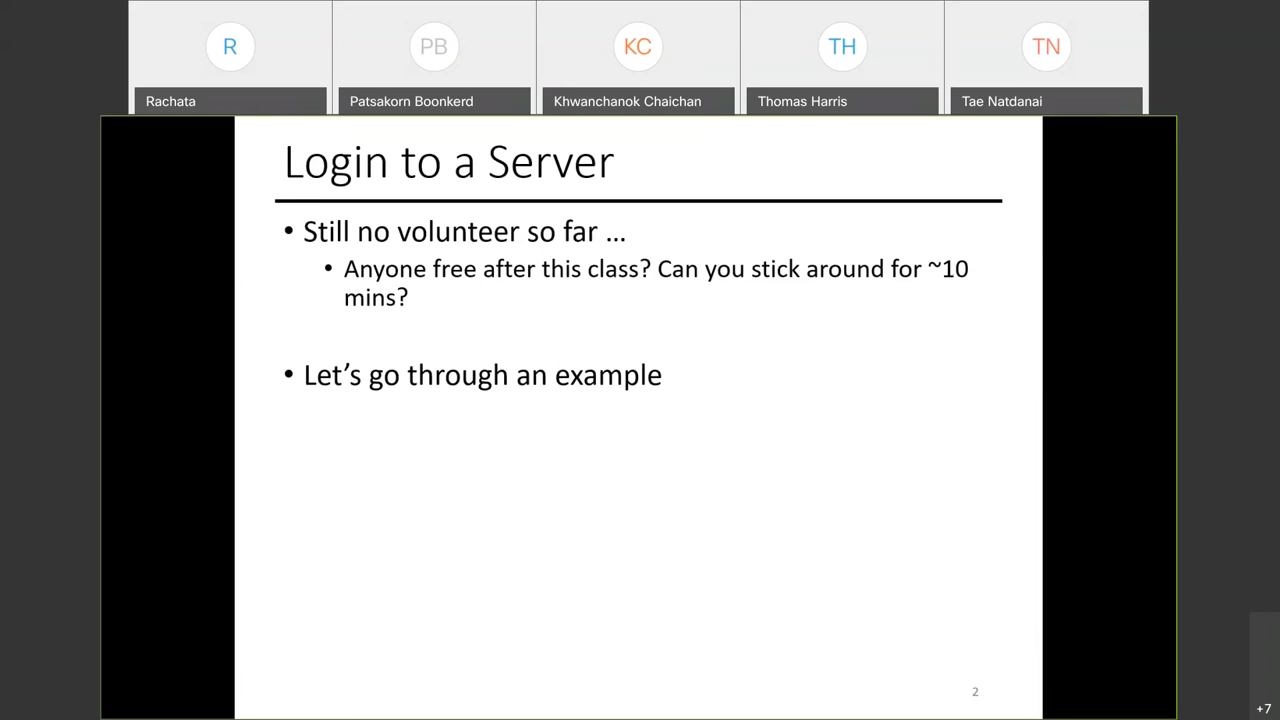 R
PB
KC
TH
TN
Rachata
Patsakorn Boonkerd
Khwanchanok Chaichan
Thomas Harris
Tae Natdanai
Login to a Server
• Still no volunteer so far …
• Anyone free after this class? Can you stick around for ~10
mins?
• Let’s go through an example
2
+7